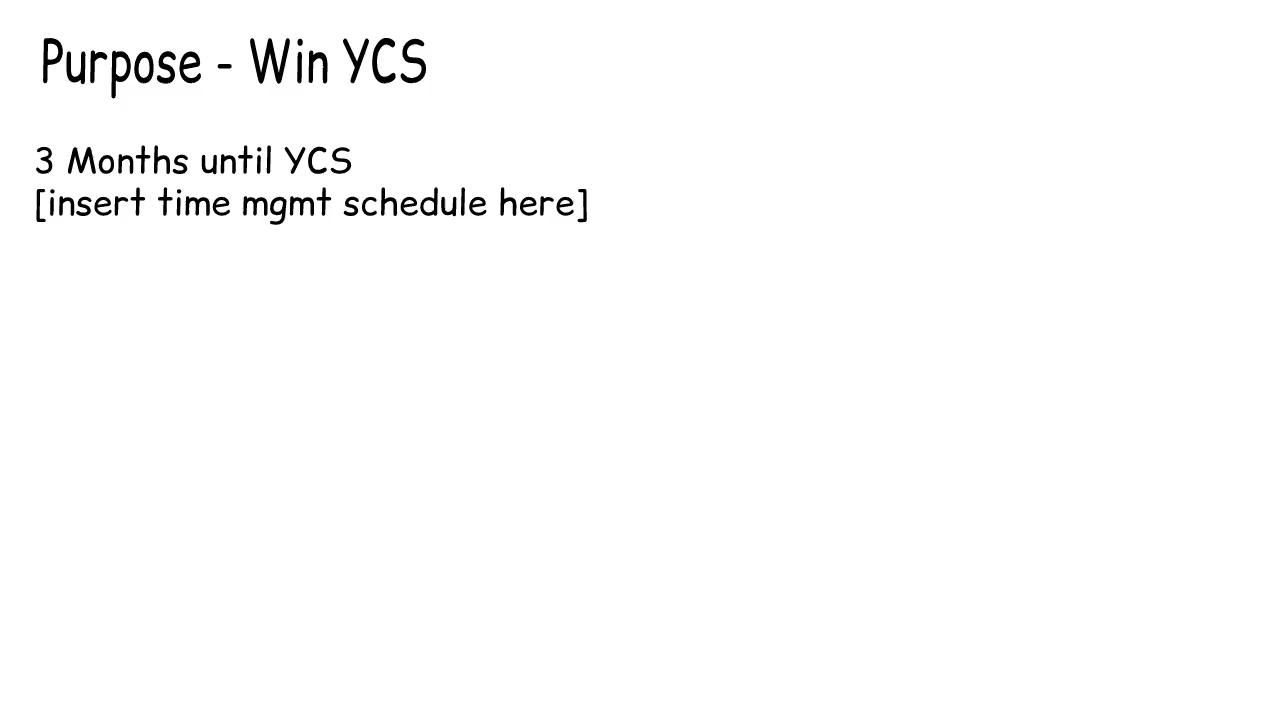 Purpose - Win YCS
3 Months until YCS
[insert time mgmt schedule here]